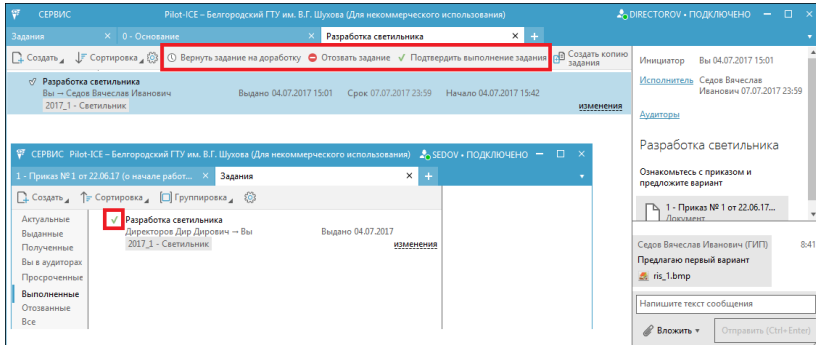 СЕРВИС Pilot-ICE – Белгородский ГТУ им. В.Г. Шухова (Для некоммерческого использования) DIRECTOROV • ПОДКЛЮЧЕНО
Задания 0 - Основание Разработка светильника
Создать Сортировка Вернуть задание на доработку Отозвать задание Подтвердить выполнение задания Создать копию задания
Разработка светильника
Вы → Седов Вячеслав Иванович Выдано 04.07.2017 15:01 Срок 07.07.2017 23:59 Начало 04.07.2017 15:42
2017_1 - Светильник изменения
Инициатор Вы 04.07.2017 15:01
Исполнитель Седов Вячеслав
Иванович 07.07.2017 23:59
Аудиторы
Разработка светильника
Ознакомьтесь с приказом и
предложите вариант
1 - Приказ № 1 от 22.06.17...
Документ
Седов Вячеслав Иванович (ГИП) 8:41
Предлагаю первый вариант
ris_1.bmp
Напишите текст сообщения
Вложить Отправить (Ctrl+Enter)
СЕРВИС Pilot-ICE – Белгородский ГТУ им. В.Г. Шухова (Для некоммерческого использования) SEDOV • ПОДКЛЮЧЕНО
1 - Приказ № 1 от 22.06.17 (о начале работ... Задания
Создать Сортировка Группировка
Актуальные
Выданные
Полученные
Вы в аудиторах
Просроченные
Выполненные
Отозванные
Все
Разработка светильника
Директоров Дир Дирович → Вы Выдано 04.07.2017
2017_1 - Светильник изменения